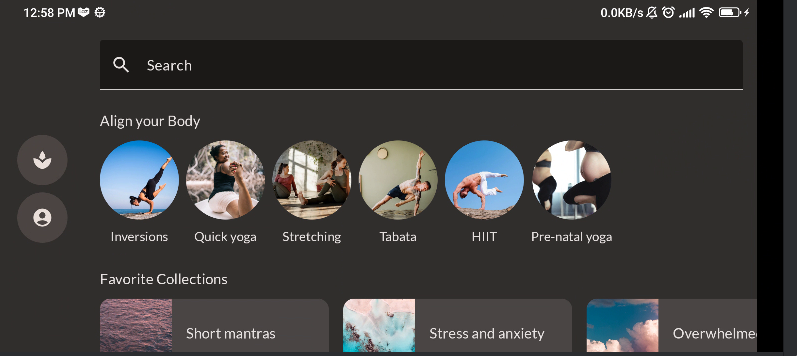 12:58 PM 0.0KB/s
Search
Align your Body
Inversions Quick yoga Stretching Tabata HIIT Pre-natal yoga
Favorite Collections
Short mantras Stress and anxiety Overwhelme